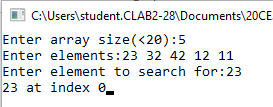 C:\Users\student.CLAB2-28\Documents\20CE
Enter array size(<20):5
Enter elements:23 32 42 12 11
Enter element to search for:23
23 at index 0